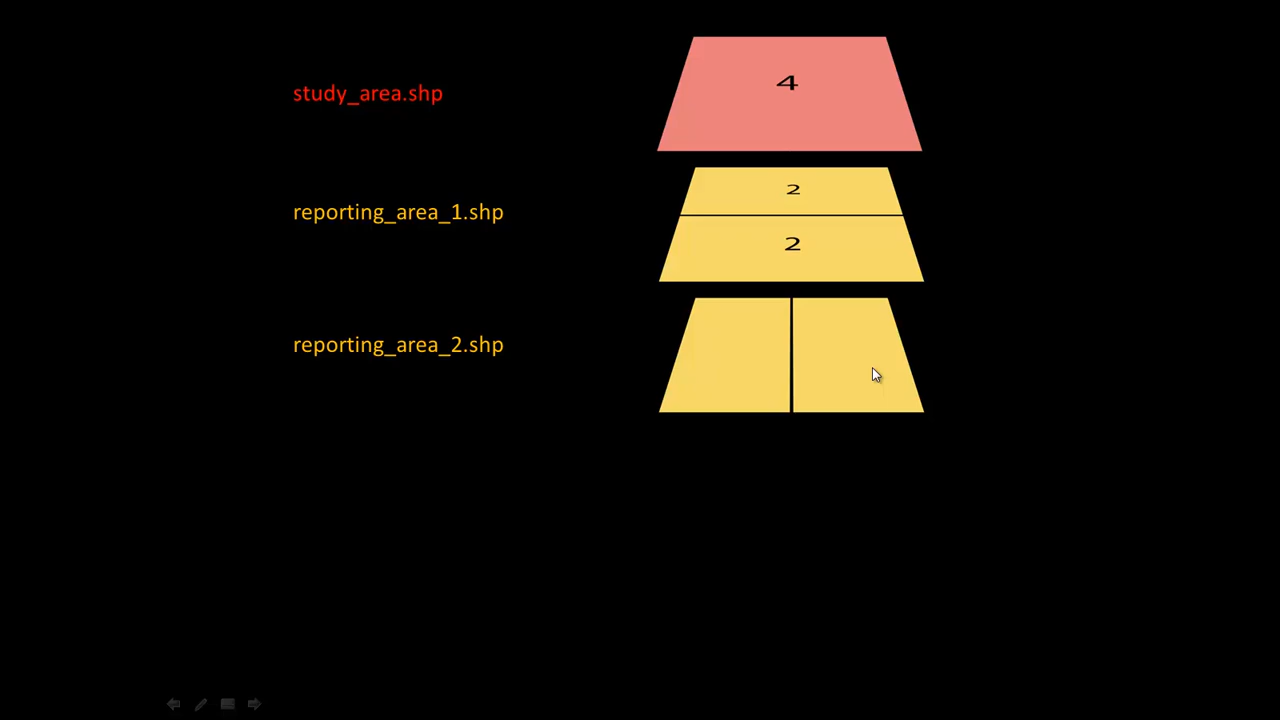 study_area.shp
4
reporting_area_1.shp
2
2
reporting_area_2.shp